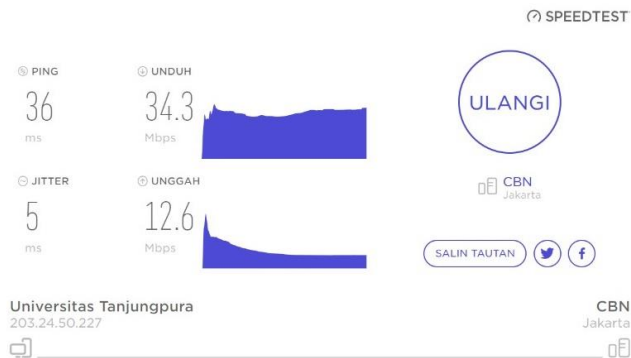 SPEEDTEST
PING
36
ms
UNDUH
34.3
Mbps
JITTER
5
ms
UNGGAH
12.6
Mbps
ULANGI
CBN
Jakarta
SALIN TAUTAN
Universitas Tanjungpura
203.24.50.227
CBN
Jakarta